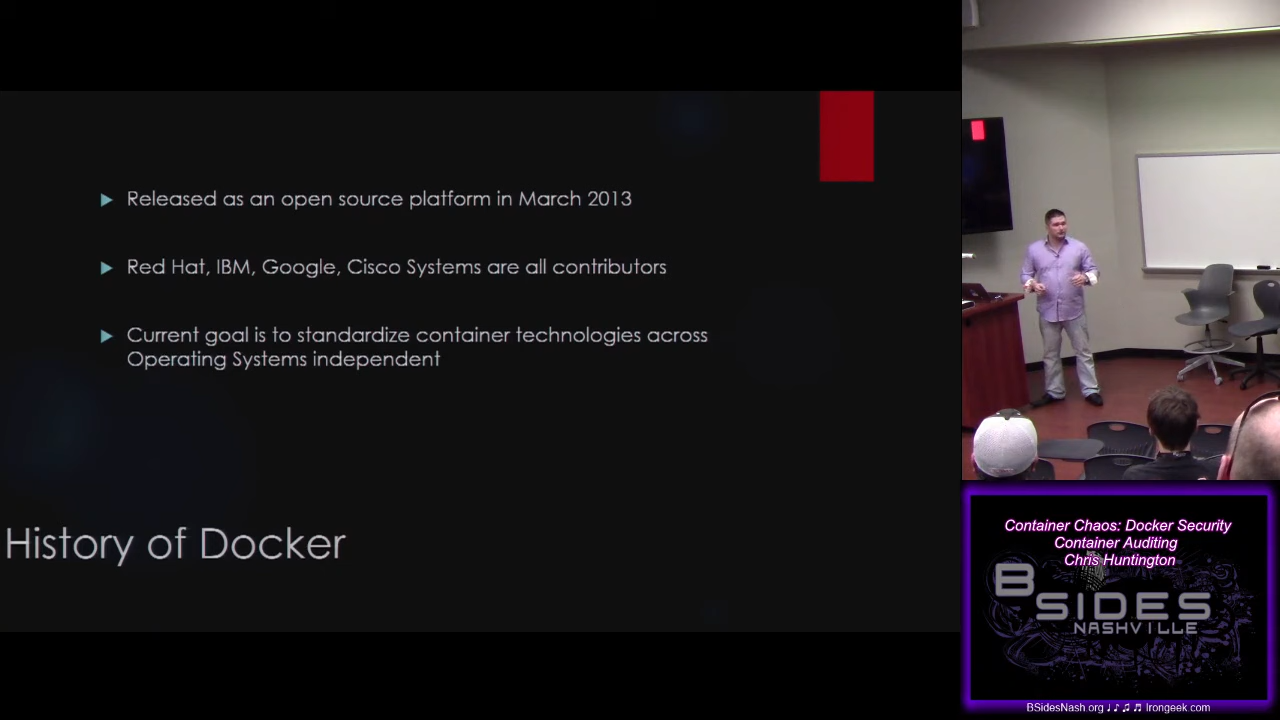 Released as an open source platform in March 2013
Red Hat, IBM, Google, Cisco Systems are all contributors
Current goal is to standardize container technologies across
Operating Systems independent
History of Docker
Container Chaos: Docker Security
Container Auditing
Chris Huntington
BSIDES
NASHVILLE
BSidesNash.org ♩ ♪ ♫ ♬ Irongeek.com